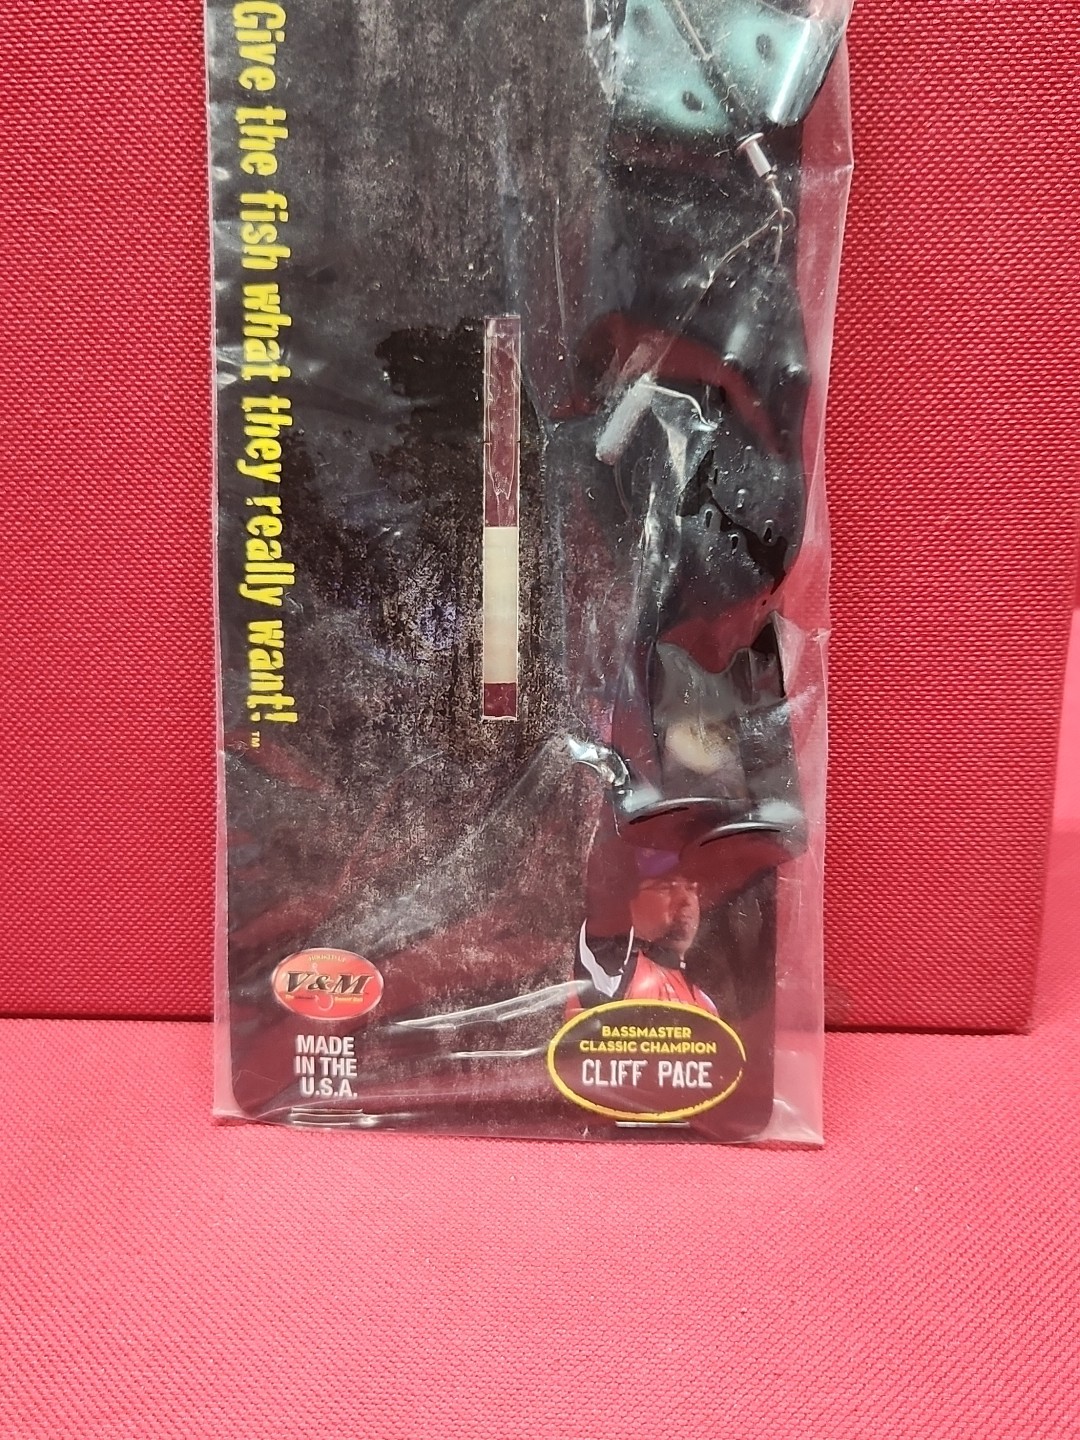 Give the fish what they really want!™
V&M
MADE
IN THE
U.S.A.
BASSMASTER
CLASSIC CHAMPION
CLIFF PACE